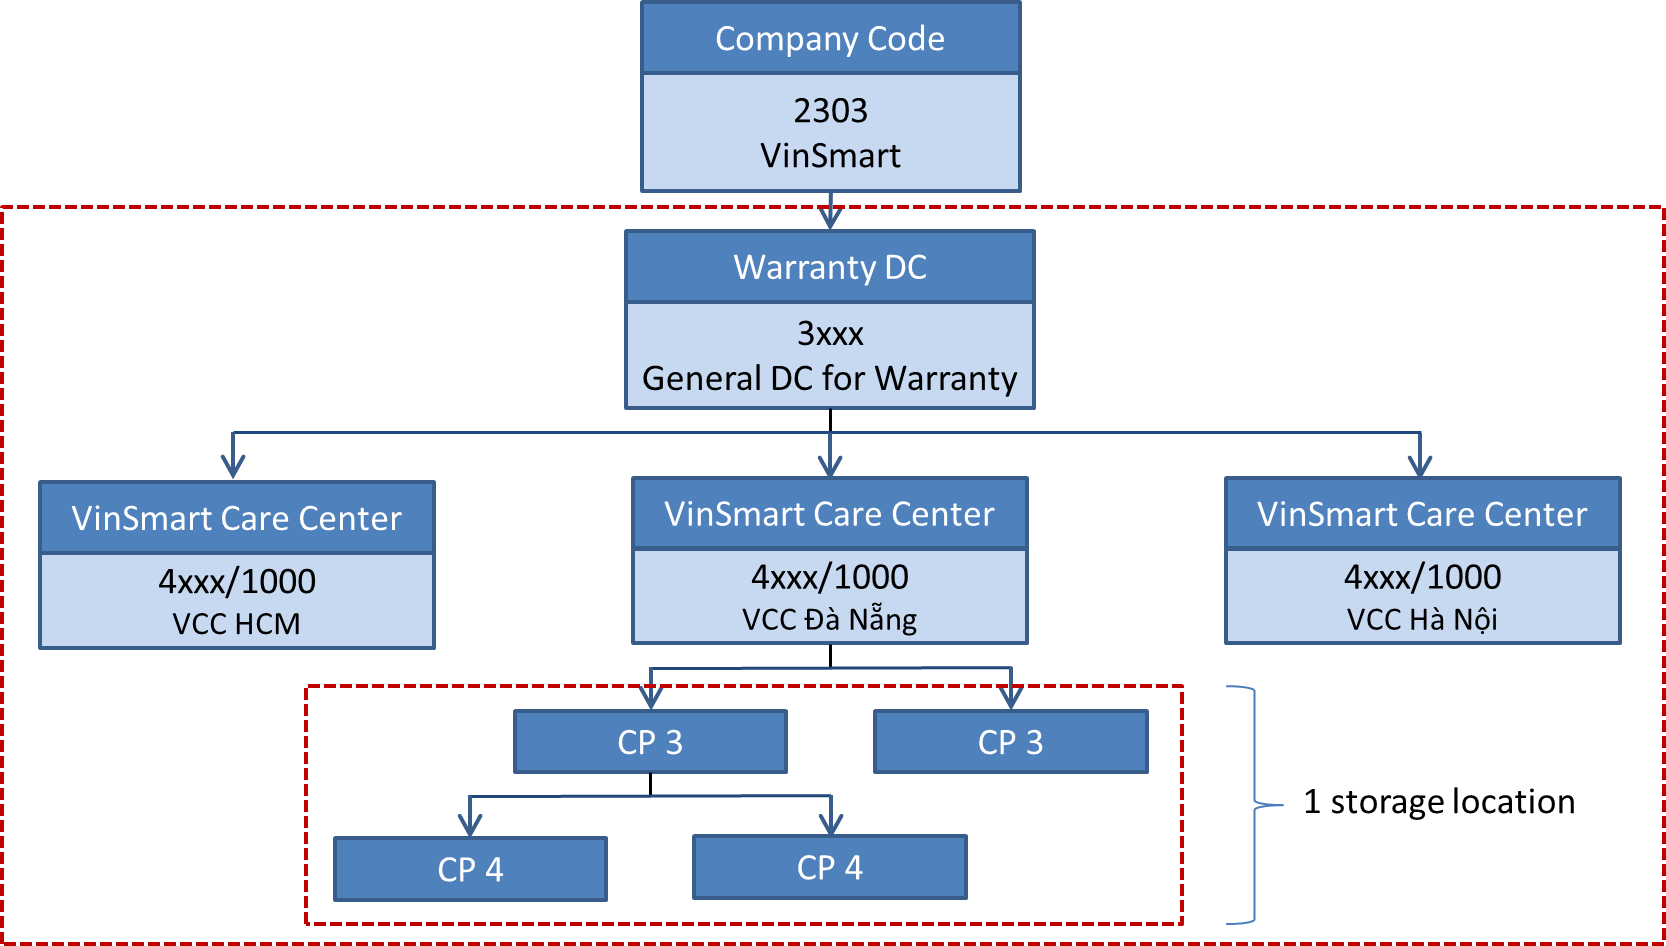 Company Code
2303
VinSmart
Warranty DC
3xxx
General DC for Warranty
VinSmart Care Center
4xxx/1000
VCC HCM
VinSmart Care Center
4xxx/1000
VCC Đà Nẵng
VinSmart Care Center
4xxx/1000
VCC Hà Nội
CP 3
CP 3
1 storage location
CP 4
CP 4